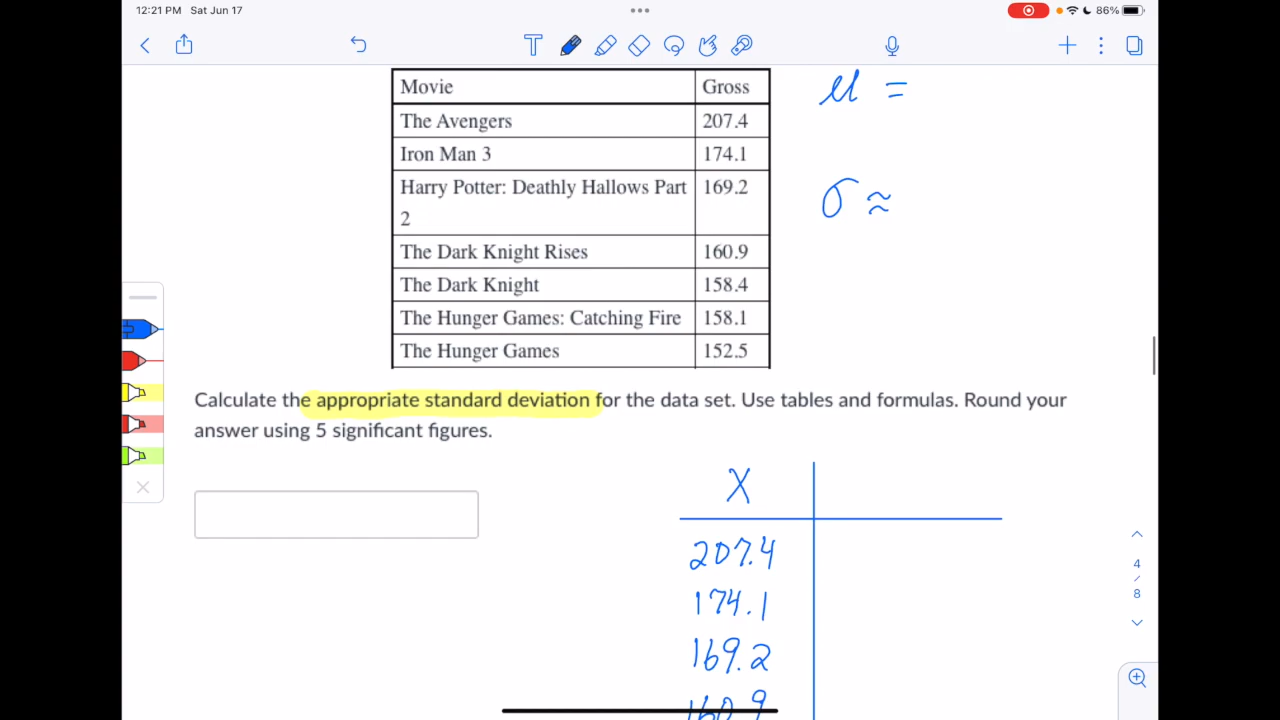 12:21 PM Sat Jun 17
86%
T
Movie Gross
The Avengers 207.4
Iron Man 3 174.1
Harry Potter: Deathly Hallows Part 169.2
2
The Dark Knight Rises 160.9
The Dark Knight 158.4
The Hunger Games: Catching Fire 158.1
The Hunger Games 152.5
μ =
σ ≈
Calculate the appropriate standard deviation for the data set. Use tables and formulas. Round your
answer using 5 significant figures.
X
207.4
174.1
169.2
160.9
4
/
8